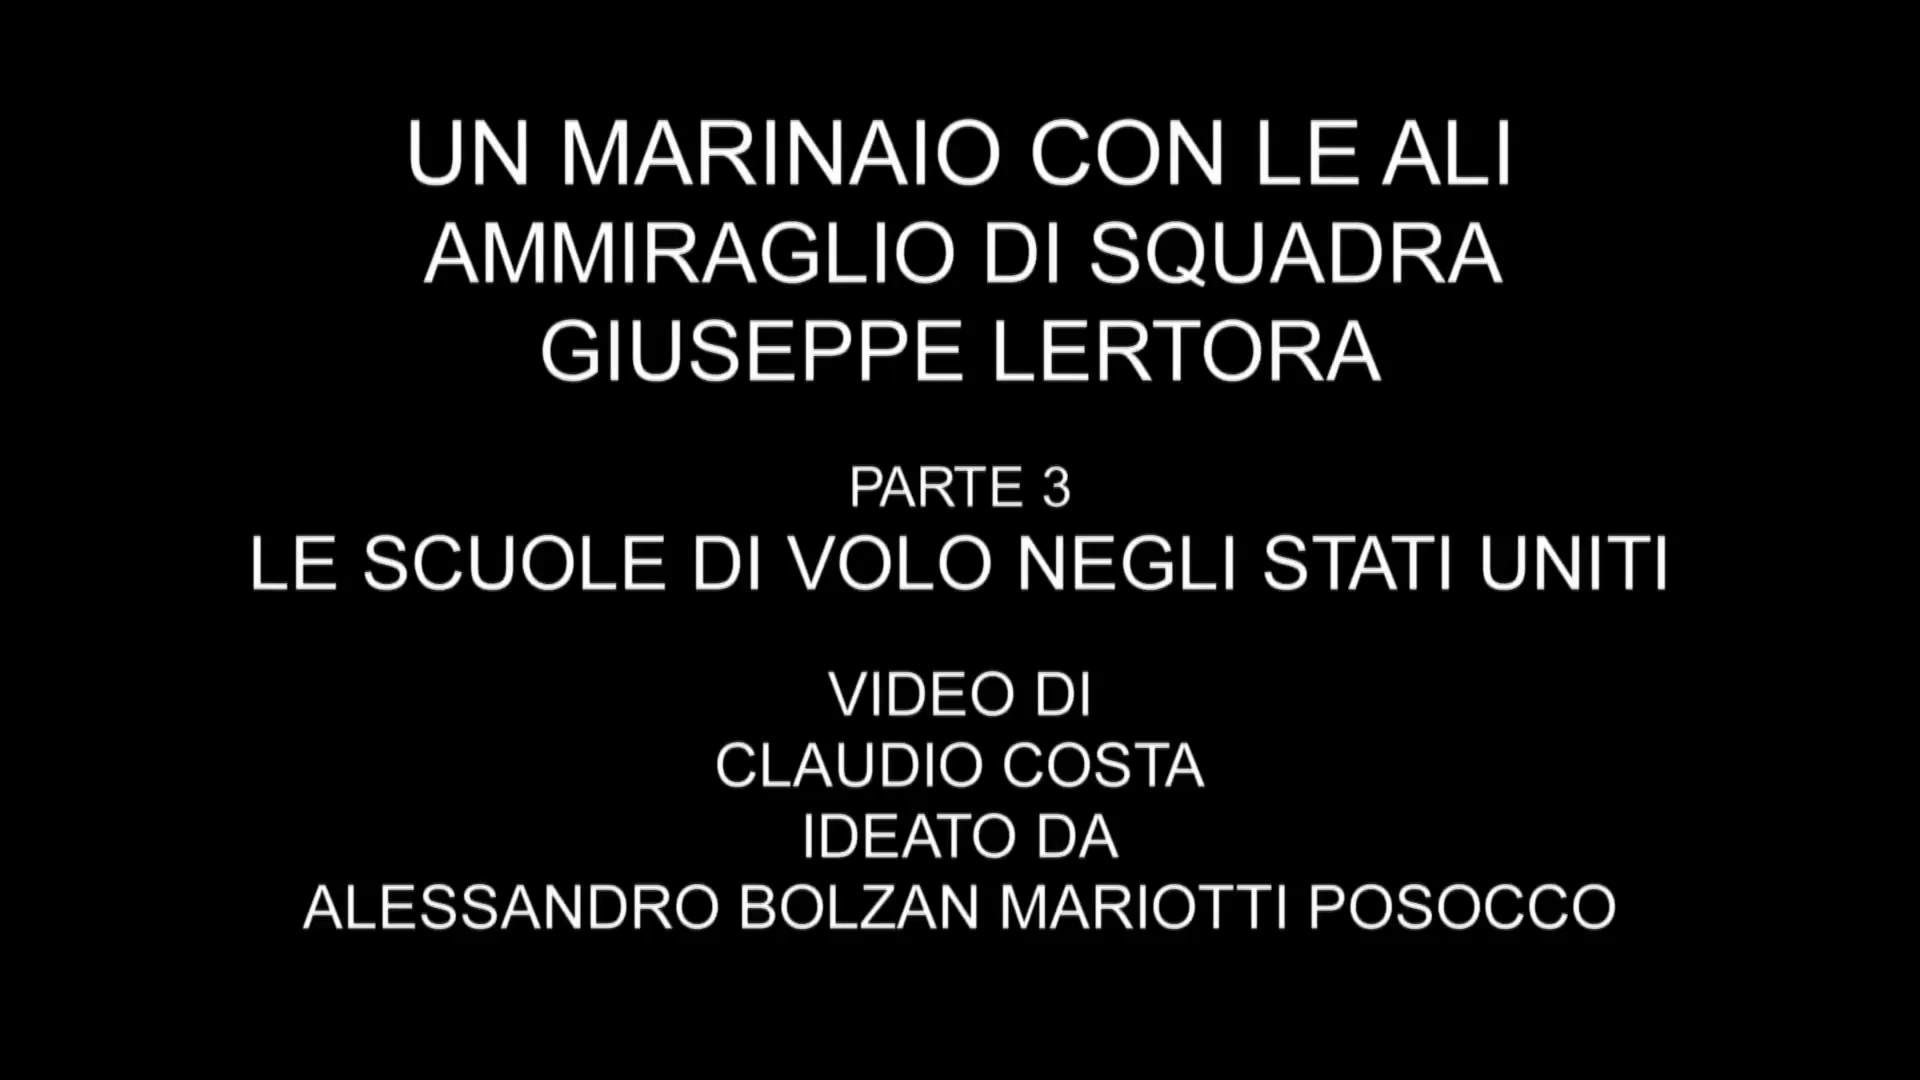 UN MARINAIO CON LE ALI
AMMIRAGLIO DI SQUADRA
GIUSEPPE LERTORA
PARTE 3
LE SCUOLE DI VOLO NEGLI STATI UNITI
VIDEO DI
CLAUDIO COSTA
IDEATO DA
ALESSANDRO BOLZAN MARIOTTI POSOCCO